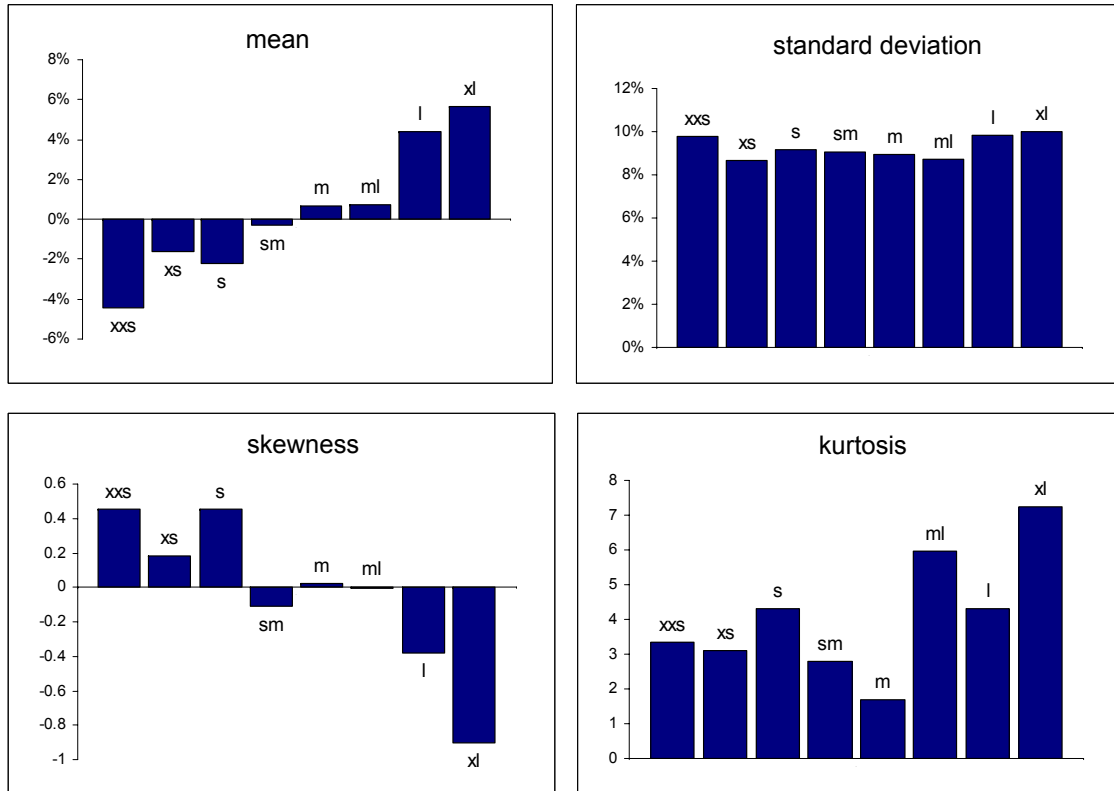 mean
8%
6%
4%
2%
0%
-2%
-4%
-6%
xxs
xs
s
sm
m
ml
l
xl
standard deviation
12%
10%
8%
6%
4%
2%
0%
xxs
xs
s
sm
m
ml
l
xl
skewness
0.6
0.4
0.2
0
-0.2
-0.4
-0.6
-0.8
-1
xxs
xs
s
sm
m
ml
l
xl
kurtosis
8
7
6
5
4
3
2
1
0
xxs
xs
s
sm
m
ml
l
xl